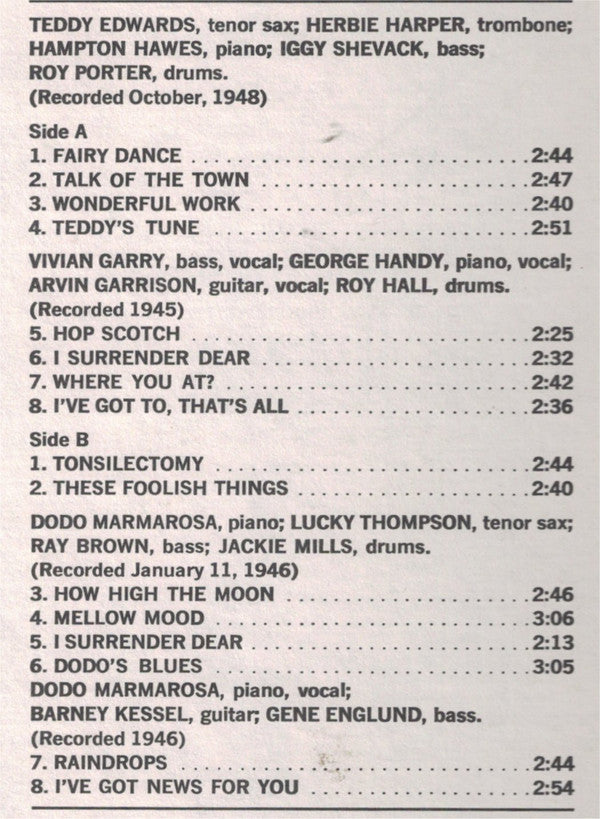 TEDDY EDWARDS, tenor sax; HERBIE HARPER, trombone;
HAMPTON HAWES, piano; IGGY SHEVACK, bass;
ROY PORTER, drums.
(Recorded October, 1948)
Side A
1. FAIRY DANCE ............................ 2:44
2. TALK OF THE TOWN ...................... 2:47
3. WONDERFUL WORK ....................... 2:40
4. TEDDY'S TUNE .......................... 2:51
VIVIAN GARRY, bass, vocal; GEORGE HANDY, piano, vocal;
ARVIN GARRISON, guitar, vocal; ROY HALL, drums.
(Recorded 1945)
5. HOP SCOTCH ............................ 2:25
6. I SURRENDER DEAR ....................... 2:32
7. WHERE YOU AT? ......................... 2:42
8. I'VE GOT TO, THAT'S ALL ................... 2:36
Side B
1. TONSILECTOMY .......................... 2:44
2. THESE FOOLISH THINGS ................... 2:40
DODO MARMAROSA, piano; LUCKY THOMPSON, tenor sax;
RAY BROWN, bass; JACKIE MILLS, drums.
(Recorded January 11, 1946)
3. HOW HIGH THE MOON .................... 2:46
4. MELLOW MOOD .......................... 3:06
5. I SURRENDER DEAR ....................... 2:13
6. DODO'S BLUES ........................... 3:05
DODO MARMAROSA, piano, vocal;
BARNEY KESSEL, guitar; GENE ENGLUND, bass.
(Recorded 1946)
7. RAINDROPS ............................. 2:44
8. I'VE GOT NEWS FOR YOU .................. 2:54